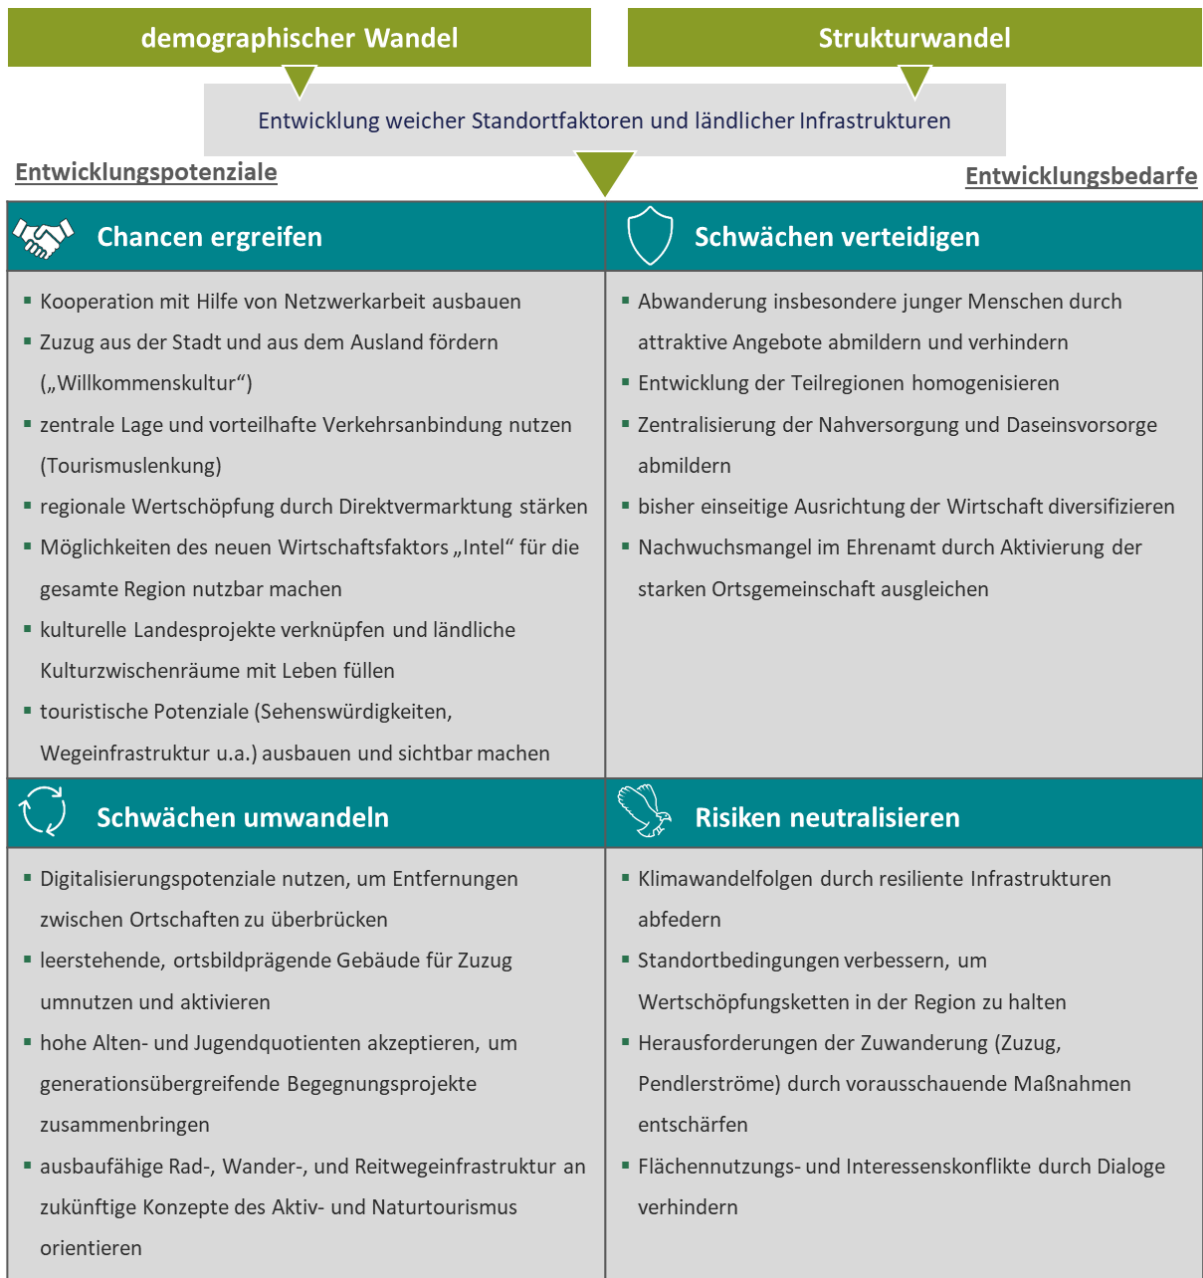 demographischer Wandel
Strukturwandel
Entwicklung weicher Standortfaktoren und ländlicher Infrastrukturen
Entwicklungspotenziale
Entwicklungsbedarfe
Chancen ergreifen
▪ Kooperation mit Hilfe von Netzwerkarbeit ausbauen
▪ Zuzug aus der Stadt und aus dem Ausland fördern
(„Willkommenskultur“)
▪ zentrale Lage und vorteilhafte Verkehrsanbindung nutzen
(Tourismuslenkung)
▪ regionale Wertschöpfung durch Direktvermarktung stärken
▪ Möglichkeiten des neuen Wirtschaftsfaktors „Intel“ für die
gesamte Region nutzbar machen
▪ kulturelle Landesprojekte verknüpfen und ländliche
Kulturzwischenräume mit Leben füllen
▪ touristische Potenziale (Sehenswürdigkeiten,
Wegeinfrastruktur u.a.) ausbauen und sichtbar machen
Schwächen verteidigen
▪ Abwanderung insbesondere junger Menschen durch
attraktive Angebote abmildern und verhindern
▪ Entwicklung der Teilregionen homogenisieren
▪ Zentralisierung der Nahversorgung und Daseinsvorsorge
abmildern
▪ bisher einseitige Ausrichtung der Wirtschaft diversifizieren
▪ Nachwuchsmangel im Ehrenamt durch Aktivierung der
starken Ortsgemeinschaft ausgleichen
Schwächen umwandeln
▪ Digitalisierungspotenziale nutzen, um Entfernungen
zwischen Ortschaften zu überbrücken
▪ leerstehende, ortsbildprägende Gebäude für Zuzug
umnutzen und aktivieren
▪ hohe Alten- und Jugendquotienten akzeptieren, um
generationsübergreifende Begegnungsprojekte
zusammenbringen
▪ ausbaufähige Rad-, Wander-, und Reitwegeinfrastruktur an
zukünftige Konzepte des Aktiv- und Naturtourismus
orientieren
Risiken neutralisieren
▪ Klimawandelfolgen durch resiliente Infrastrukturen
abfedern
▪ Standortbedingungen verbessern, um
Wertschöpfungsketten in der Region zu halten
▪ Herausforderungen der Zuwanderung (Zuzug,
Pendlerströme) durch vorausschauende Maßnahmen
entschärfen
▪ Flächennutzungs- und Interessenskonflikte durch Dialoge
verhindern